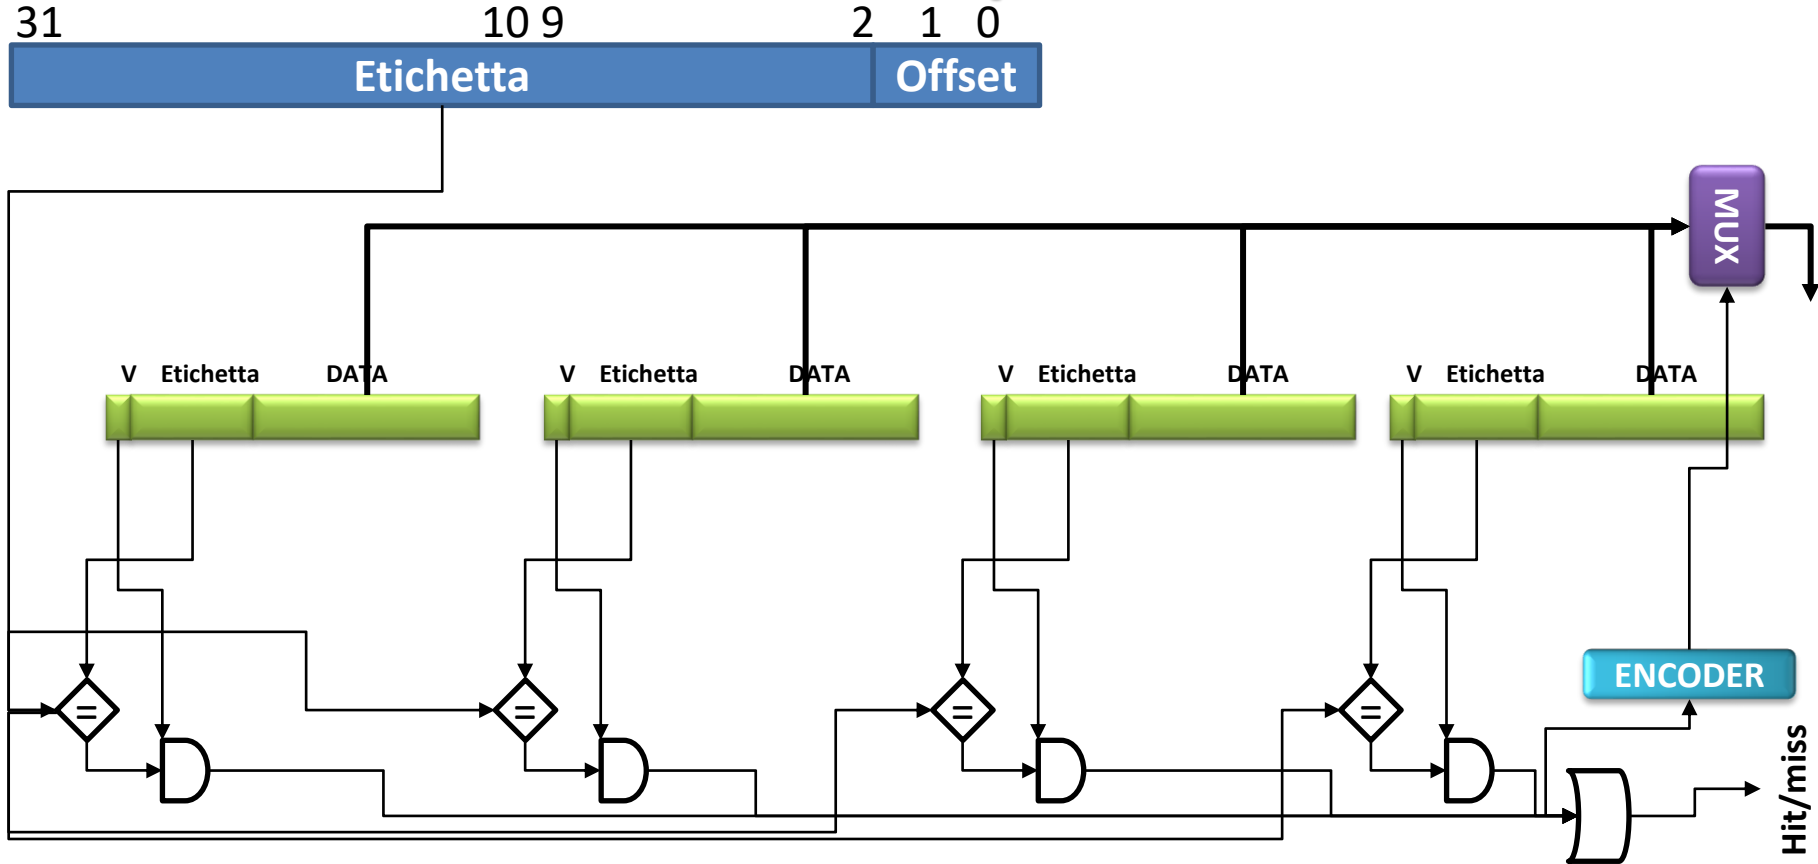 31 10 9 2 1 0
Etichetta Offset
MUX
V Etichetta DATA V Etichetta DATA V Etichetta DATA V Etichetta DATA
ENCODER
= = = =
Hit/miss